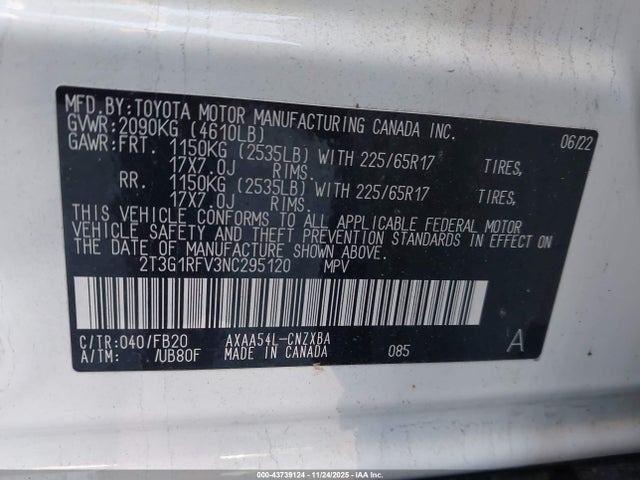 MFD.BY:TOYOTA MOTOR MANUFACTURING CANADA INC.
GVWR:2090KG (4610LB) 06/22
GAWR:FRT. 1150KG (2535LB) WITH 225/65R17 TIRES,
17X7.0J RIMS.
RR. 1150KG (2535LB) WITH 225/65R17 TIRES,
17X7.0J RIMS.
THIS VEHICLE CONFORMS TO ALL APPLICABLE FEDERAL MOTOR
VEHICLE SAFETY AND THEFT PREVENTION STANDARDS IN EFFECT ON
THE DATE OF MANUFACTURE SHOWN ABOVE.
2T3G1RFV3NC295120 MPV
C/TR:040/FB20 AXAA54L-CNZXBA
A/TM: /UB80F MADE IN CANADA 085 A
000-43739124 - 11/24/2025 - IAA Inc.